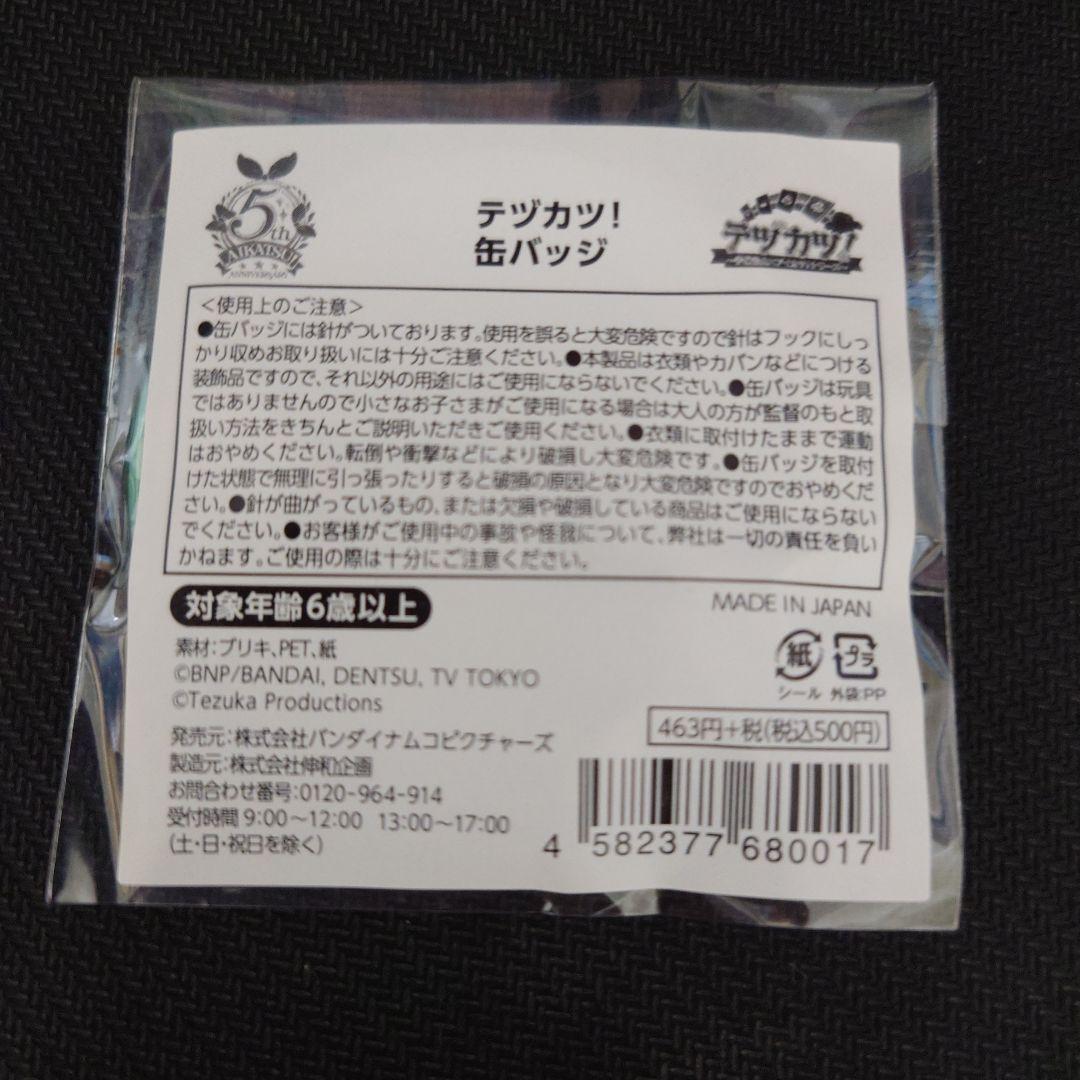 5th
AIKATSU!
ANNIVERSARY
テヅカツ!
缶バッジ
テヅカツ!
<使用上のご注意>
●缶バッジには針がついております。使用を誤ると大変危険ですので針はフックにしっ
かり収めお取り扱いには十分ご注意ください。●本製品は衣類やカバンなどにつける
装飾品ですので、それ以外の用途にはご使用にならないでください。●缶バッジは玩具
ではありませんので小さなお子さまがご使用になる場合は大人の方が監督のもと取
扱い方法をきちんとご説明いただきご使用ください。●衣類に取付けたままで運動
はおやめください。転倒や衝撃などにより破損し大変危険です。●缶バッジを取付
けた状態で無理に引っ張ったりすると破損の原因となり大変危険ですのでおやめくだ
さい。●針が曲がっているもの、または欠損や破損している商品はご使用にならない
でください。●お客様がご使用中の事故や怪我について、弊社は一切の責任を負い
かねます。ご使用の際は十分にご注意ください。
対象年齢6歳以上
MADE IN JAPAN
素材:ブリキ、PET、紙
©BNP/BANDAI, DENTSU, TV TOKYO
©Tezuka Productions
紙
シール
プラ
外袋:PP
463円+税(税込500円)
発売元:株式会社バンダイナムコピクチャーズ
製造元:株式会社伸和企画
お問合わせ番号:0120-964-914
受付時間 9:00~12:00 13:00~17:00
(土・日・祝日を除く)
4 582377 680017